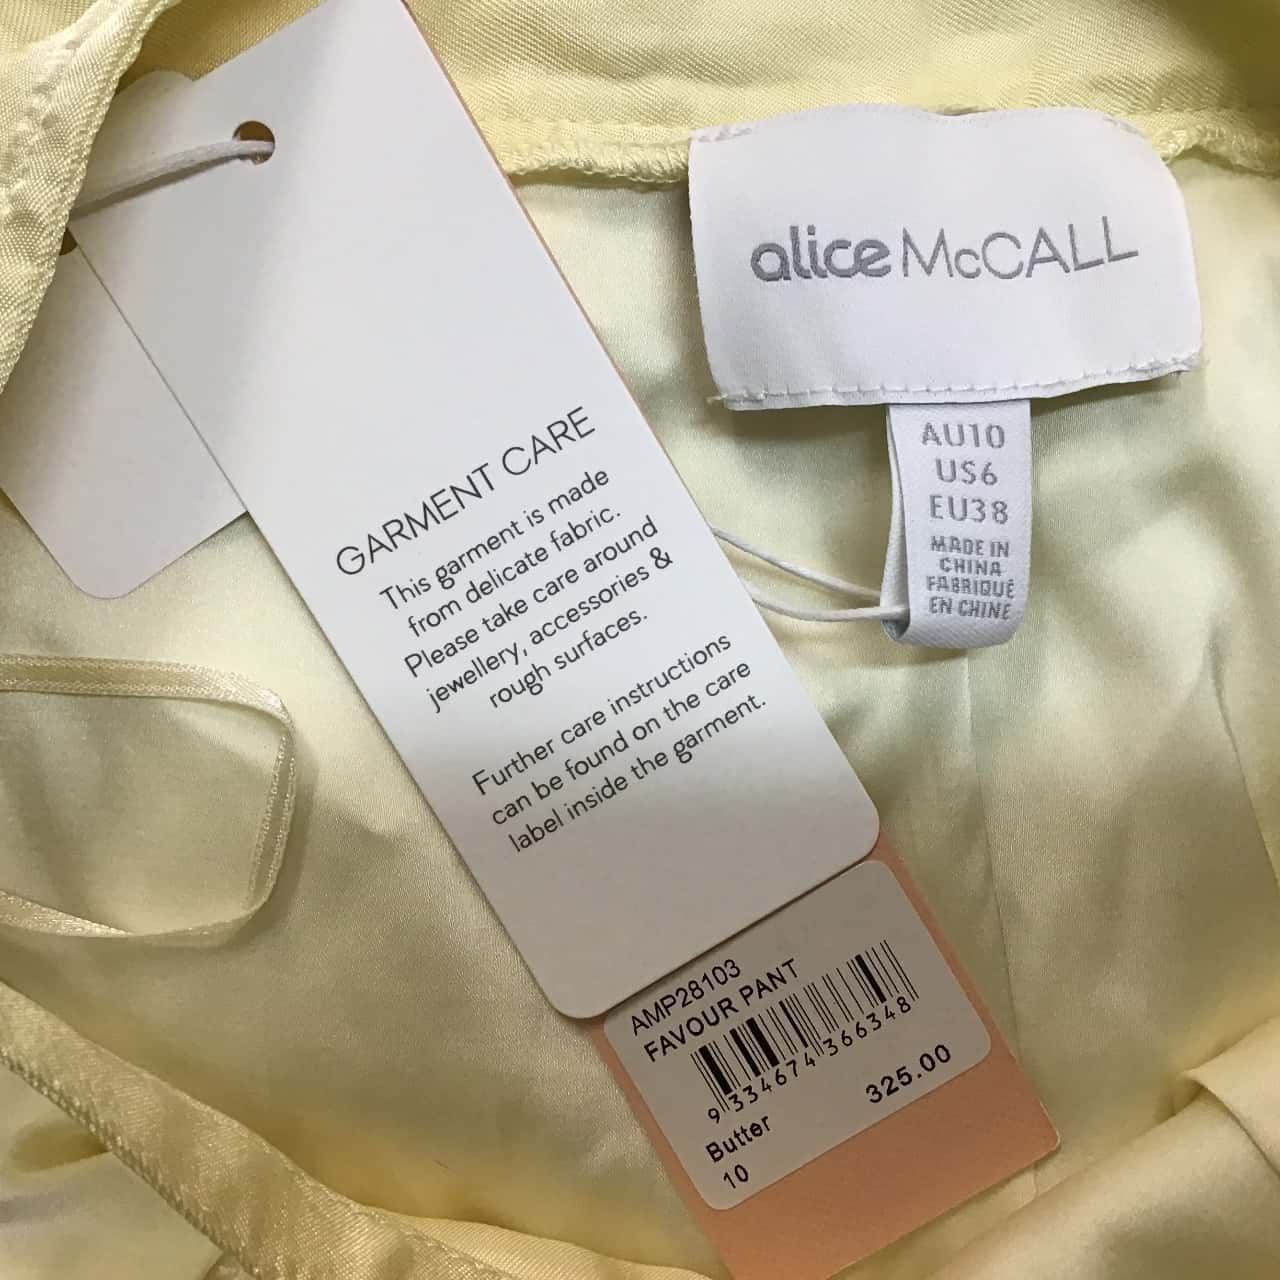 alice McCALL
AU10
US6
EU38
MADE IN
CHINA
FABRIQUÉ
EN CHINE
GARMENT CARE
This garment is made
from delicate fabric.
Please take care around
jewellery, accessories &
rough surfaces.
Further care instructions
can be found on the care
label inside the garment.
AMP28103
FAVOUR PANT
9 334674 366348
Butter 325.00
10